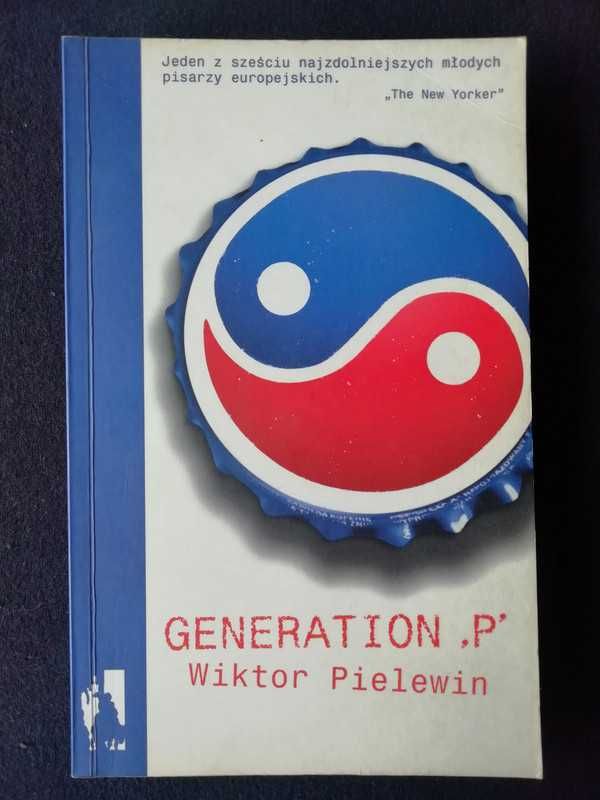 Jeden z sześciu najzdolniejszych młodych
pisarzy europejskich.
„The New Yorker"
GENERATION ‚P’
Wiktor Pielewin